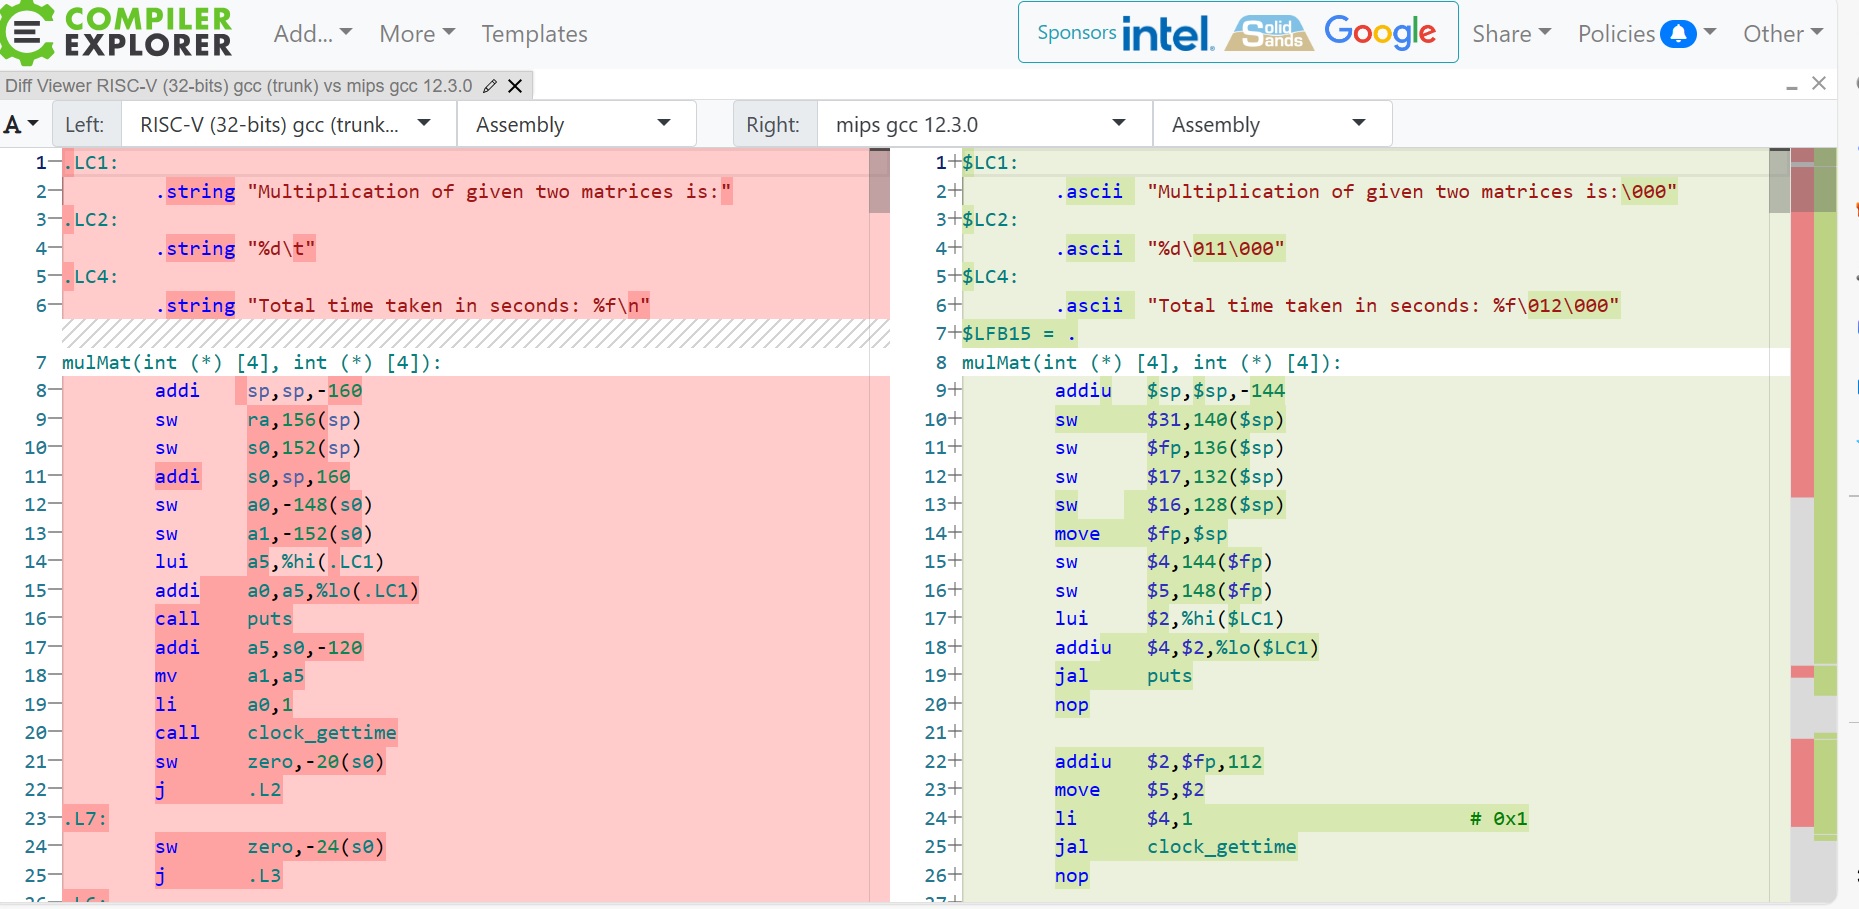 COMPILER EXPLORER Add... More Templates Sponsors intel. Solid Sands Google Share Policies Other
Diff Viewer RISC-V (32-bits) gcc (trunk) vs mips gcc 12.3.0
A Left: RISC-V (32-bits) gcc (trunk... Assembly Right: mips gcc 12.3.0 Assembly
1 .LC1:
2 .string "Multiplication of given two matrices is:"
3 .LC2:
4 .string "%d\t"
5 .LC4:
6 .string "Total time taken in seconds: %f\n"
7 mulMat(int (*) [4], int (*) [4]):
8 addi sp,sp,-160
9 sw ra,156(sp)
10 sw s0,152(sp)
11 addi s0,sp,160
12 sw a0,-148(s0)
13 sw a1,-152(s0)
14 lui a5,%hi(.LC1)
15 addi a0,a5,%lo(.LC1)
16 call puts
17 addi a5,s0,-120
18 mv a1,a5
19 li a0,1
20 call clock_gettime
21 sw zero,-20(s0)
22 j .L2
23 .L7:
24 sw zero,-24(s0)
25 j .L3
1+ $LC1:
2+ .ascii "Multiplication of given two matrices is:\000"
3+ $LC2:
4+ .ascii "%d\011\000"
5+ $LC4:
6+ .ascii "Total time taken in seconds: %f\012\000"
7+ $LFB15 = .
8 mulMat(int (*) [4], int (*) [4]):
9+ addiu $sp,$sp,-144
10+ sw $31,140($sp)
11+ sw $fp,136($sp)
12+ sw $17,132($sp)
13+ sw $16,128($sp)
14+ move $fp,$sp
15+ sw $4,144($fp)
16+ sw $5,148($fp)
17+ lui $2,%hi($LC1)
18+ addiu $4,$2,%lo($LC1)
19+ jal puts
20+ nop
21+
22+ addiu $2,$fp,112
23+ move $5,$2
24+ li $4,1 # 0x1
25+ jal clock_gettime
26+ nop